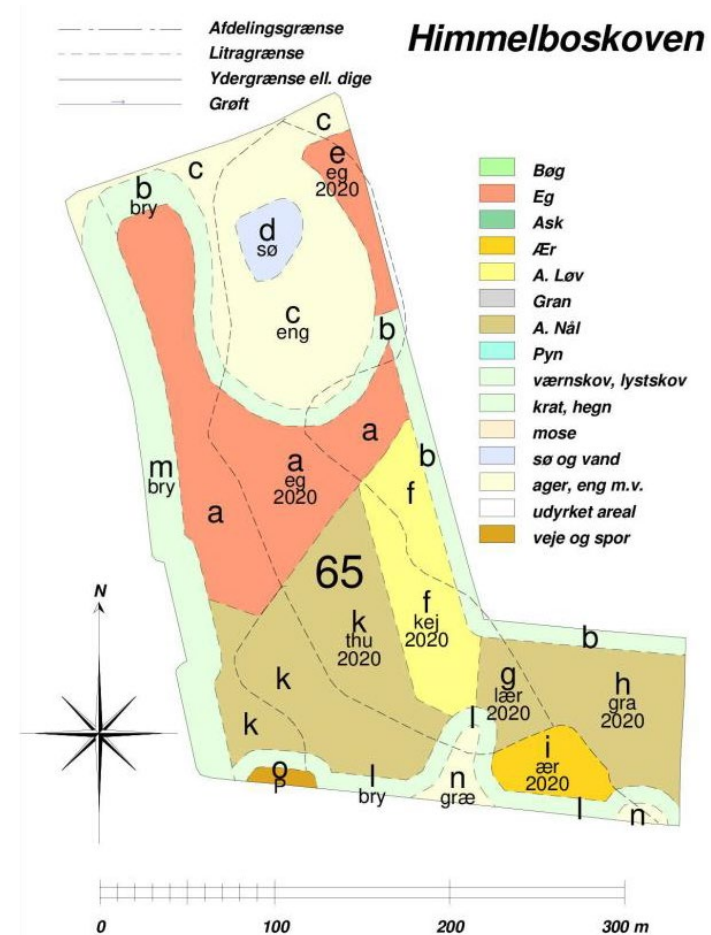 Himmelboskoven
Afdelingsgrænse
Litragrænse
Ydergrænse ell. dige
Grøft
Bøg
Eg
Ask
Ær
A. Løv
Gran
A. Nål
Pyn
værnskov, lystskov
krat, hegn
mose
sø og vand
ager, eng m.v.
udyrket areal
veje og spor
c
c
e
eg
2020
b
bry
d
sø
c
eng
b
a
a
eg
2020
a
b
m
bry
f
65
f
kej
2020
k
thu
2020
k
k
b
g
lær
2020
h
gra
2020
l
i
ær
2020
o
P
l
bry
n
græ
l
n
N
0 100 200 300 m